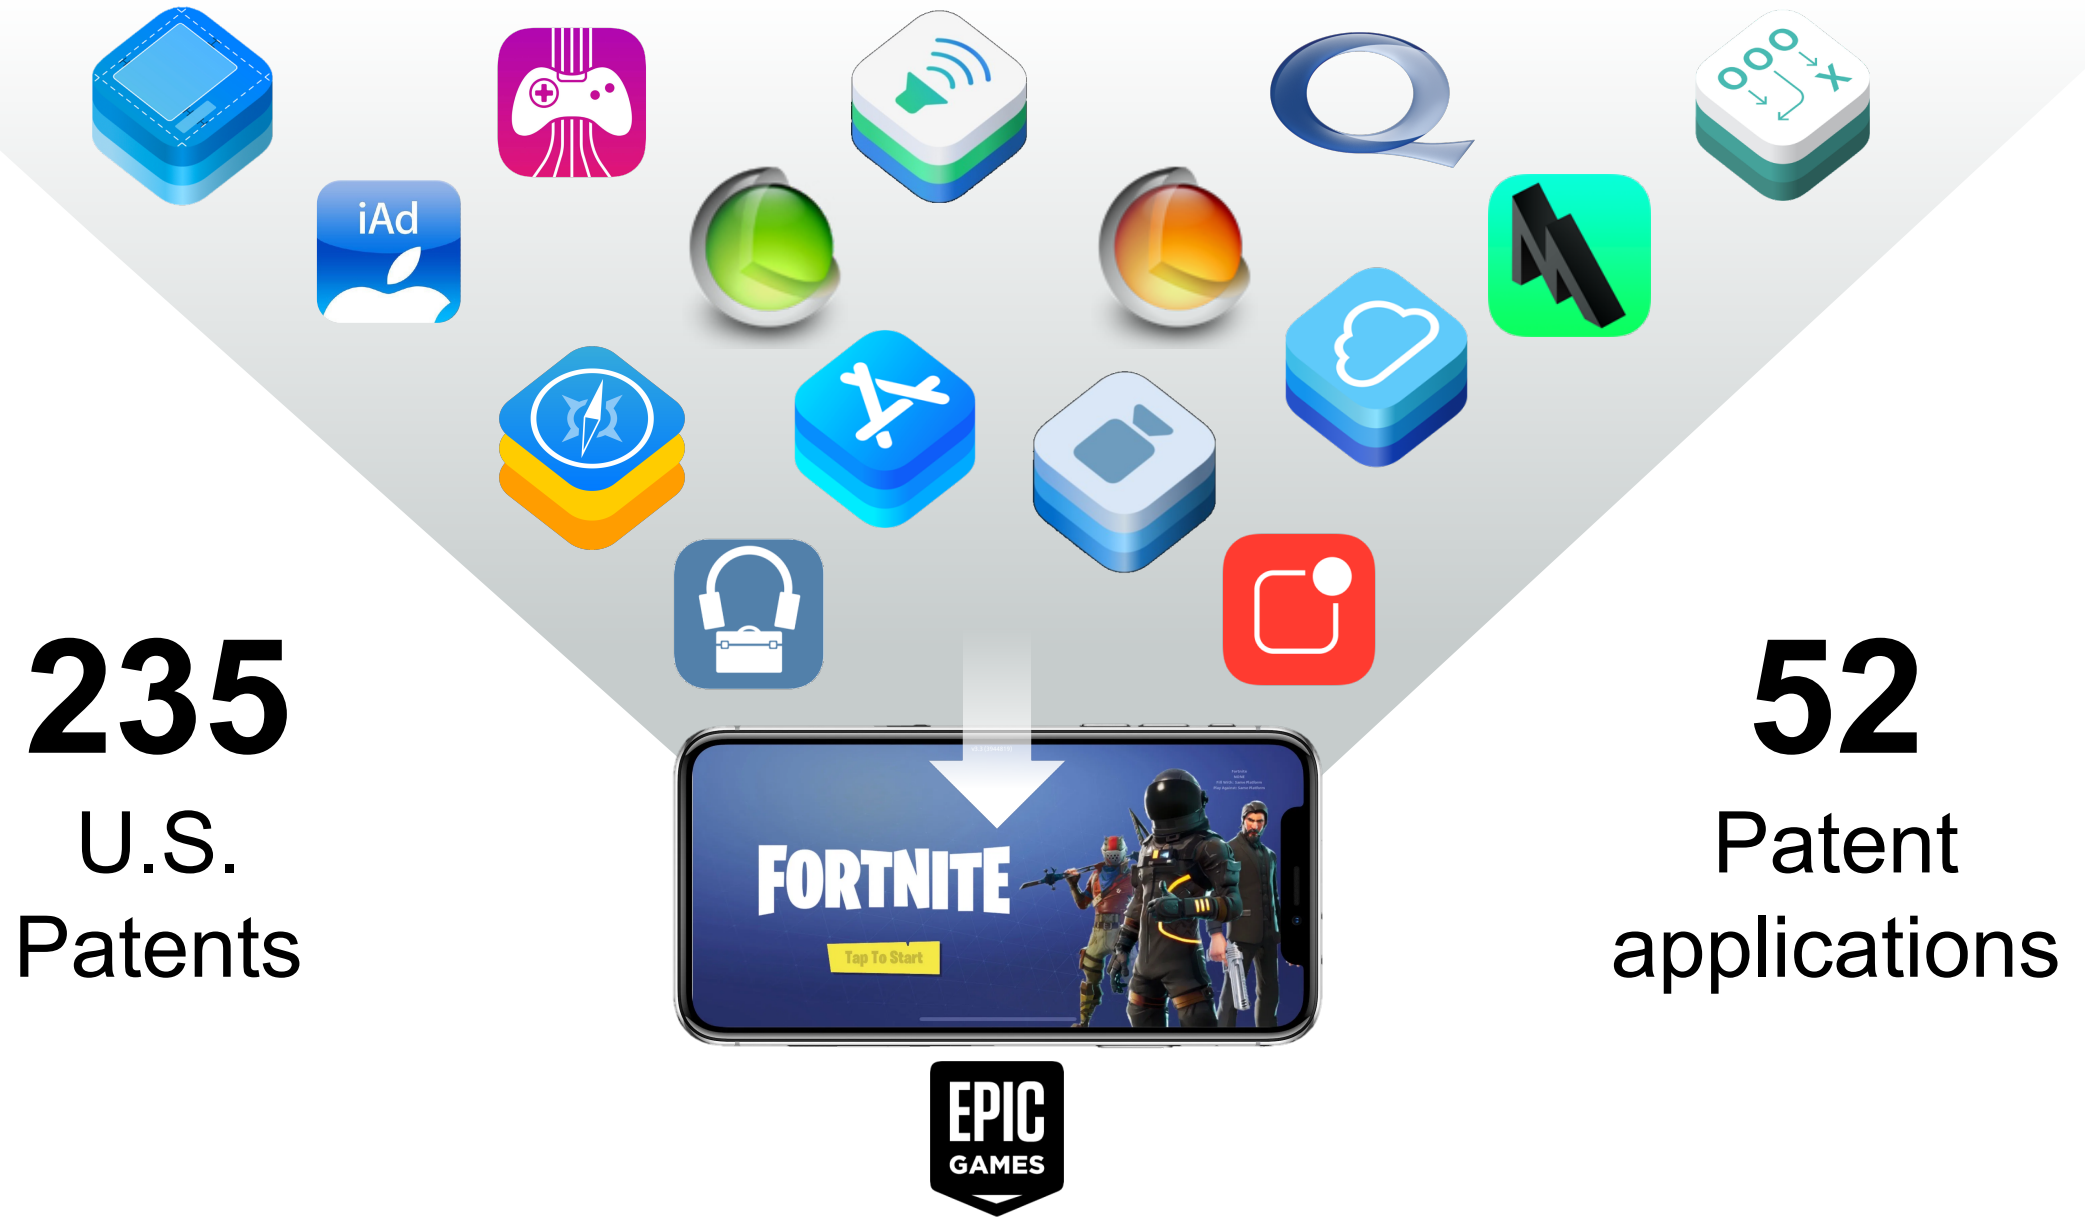 iAd
235
U.S.
Patents
52
Patent
applications
FORTNITE
Tap To Start
EPIC
GAMES